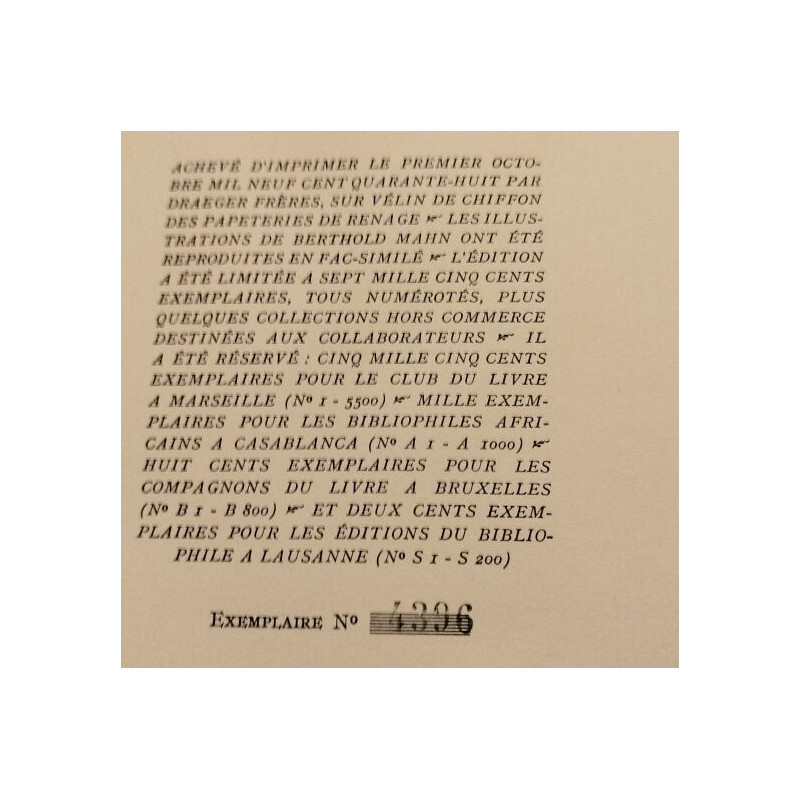 ACHEVÉ D'IMPRIMER LE PREMIER OCTO-
BRE MIL NEUF CENT QUARANTE-HUIT PAR
DRAEGER FRÈRES, SUR VÉLIN DE CHIFFON
DES PAPETERIES DE RENAGE LES ILLUS-
TRATIONS DE BERTHOLD MAHN ONT ÉTÉ
REPRODUITES EN FAC-SIMILÉ L'ÉDITION
A ÉTÉ LIMITÉE A SEPT MILLE CINQ CENTS
EXEMPLAIRES, TOUS NUMÉROTÉS, PLUS
QUELQUES COLLECTIONS HORS COMMERCE
DESTINÉES AUX COLLABORATEURS IL
A ÉTÉ RÉSERVÉ : CINQ MILLE CINQ CENTS
EXEMPLAIRES POUR LE CLUB DU LIVRE
A MARSEILLE (Nº 1 - 5500) MILLE EXEM-
PLAIRES POUR LES BIBLIOPHILES AFRI-
CAINS A CASABLANCA (Nº A 1 - A 1000)
HUIT CENTS EXEMPLAIRES POUR LES
COMPAGNONS DU LIVRE A BRUXELLES
(Nº B 1 - B 800) ET DEUX CENTS EXEM-
PLAIRES POUR LES ÉDITIONS DU BIBLIO-
PHILE A LAUSANNE (Nº S 1 - S 200)
EXEMPLAIRE Nº 4396